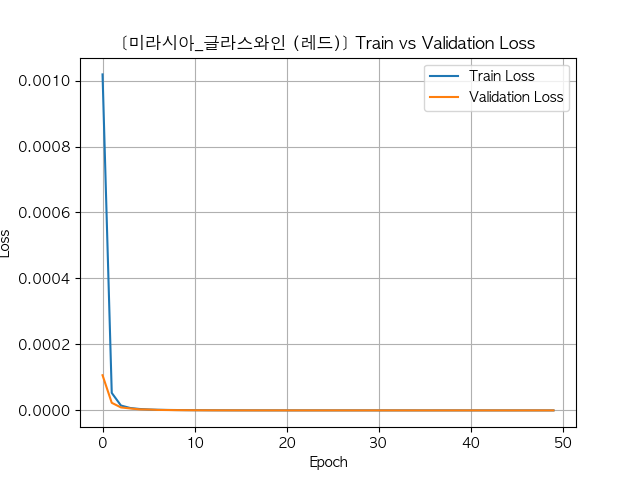 [미라시아_글라스와인 (레드)] Train vs Validation Loss
Train Loss
Validation Loss
0.0010
0.0008
0.0006
0.0004
0.0002
0.0000
Loss
0 10 20 30 40 50
Epoch